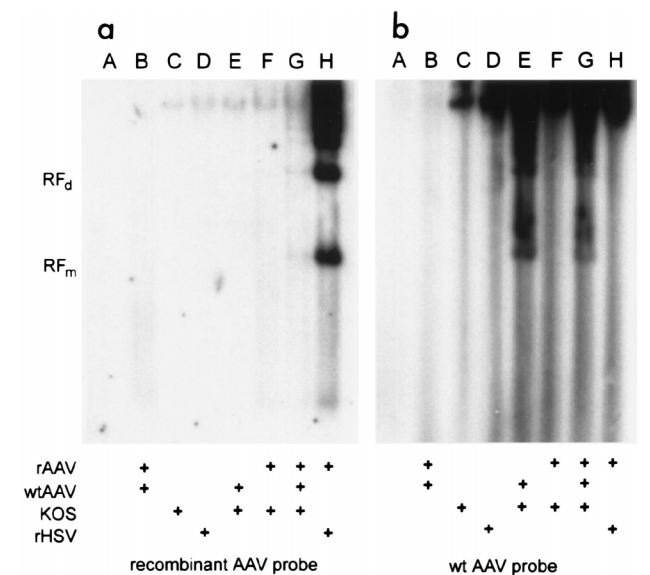 a b
A B C D E F G H A B C D E F G H
RFd
RFm
rAAV + + + + + + + +
wtAAV + + + + + +
KOS + + + + + + + +
rHSV + + + +
recombinant AAV probe wt AAV probe